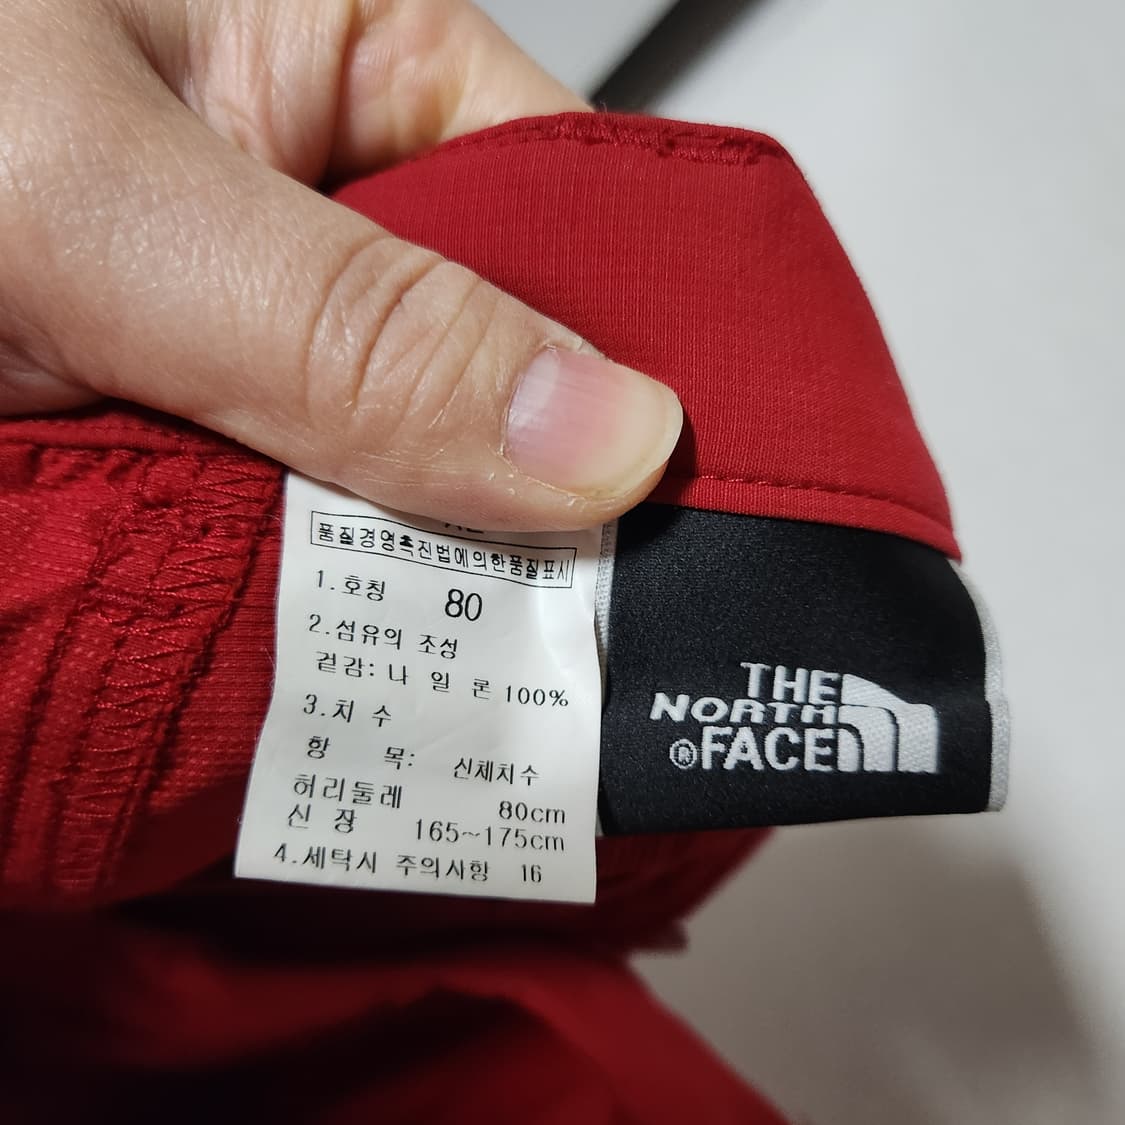 품질경영촉진법에의한품질표시
1.호칭 80
2.섬유의 조성
겉감: 나 일 론 100%
3.치 수
항 목: 신체치수
허리둘레 80cm
신 장 165~175cm
4.세탁시 주의사항 16
THE
NORTH
®FACE